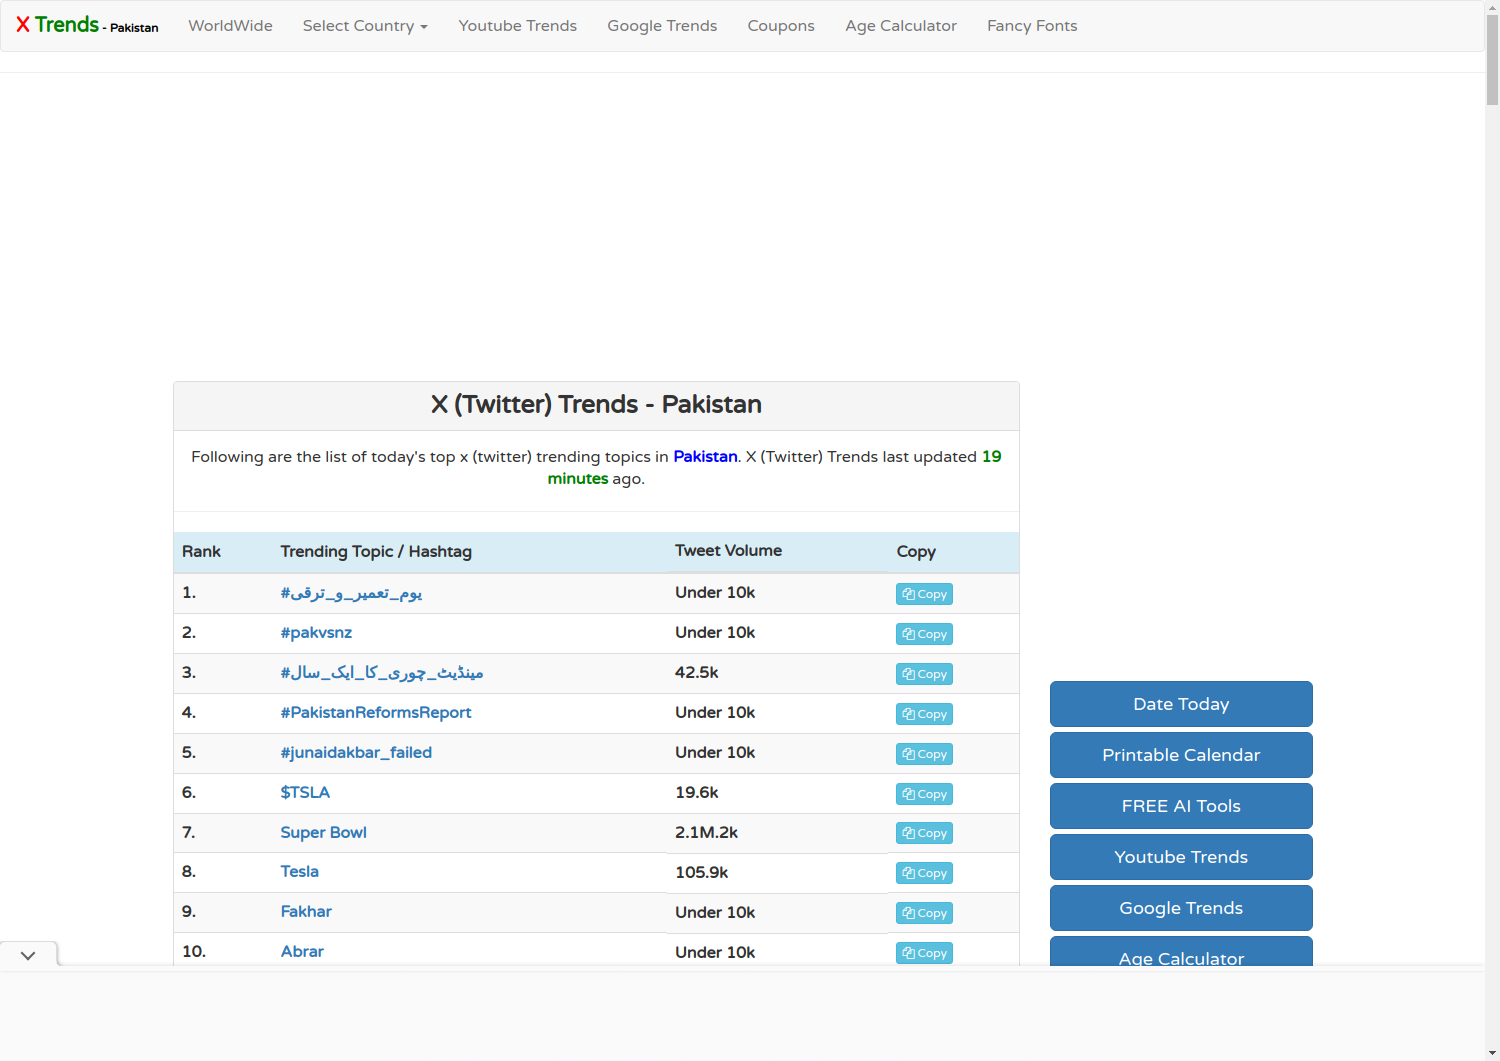 X Trends - Pakistan WorldWide Select Country Youtube Trends Google Trends Coupons Age Calculator Fancy Fonts
X (Twitter) Trends - Pakistan
Following are the list of today's top x (twitter) trending topics in Pakistan. X (Twitter) Trends last updated 19
minutes ago.
Rank Trending Topic / Hashtag Tweet Volume Copy
1. #یوم_تعمیر_و_ترقی Under 10k Copy
2. #pakvsnz Under 10k Copy
3. #مینڈیٹ_چوری_کا_ایک_سال 42.5k Copy
4. #PakistanReformsReport Under 10k Copy
5. #junaidakbar_failed Under 10k Copy
6. $TSLA 19.6k Copy
7. Super Bowl 2.1M.2k Copy
8. Tesla 105.9k Copy
9. Fakhar Under 10k Copy
10. Abrar Under 10k Copy
Date Today
Printable Calendar
FREE AI Tools
Youtube Trends
Google Trends
Age Calculator